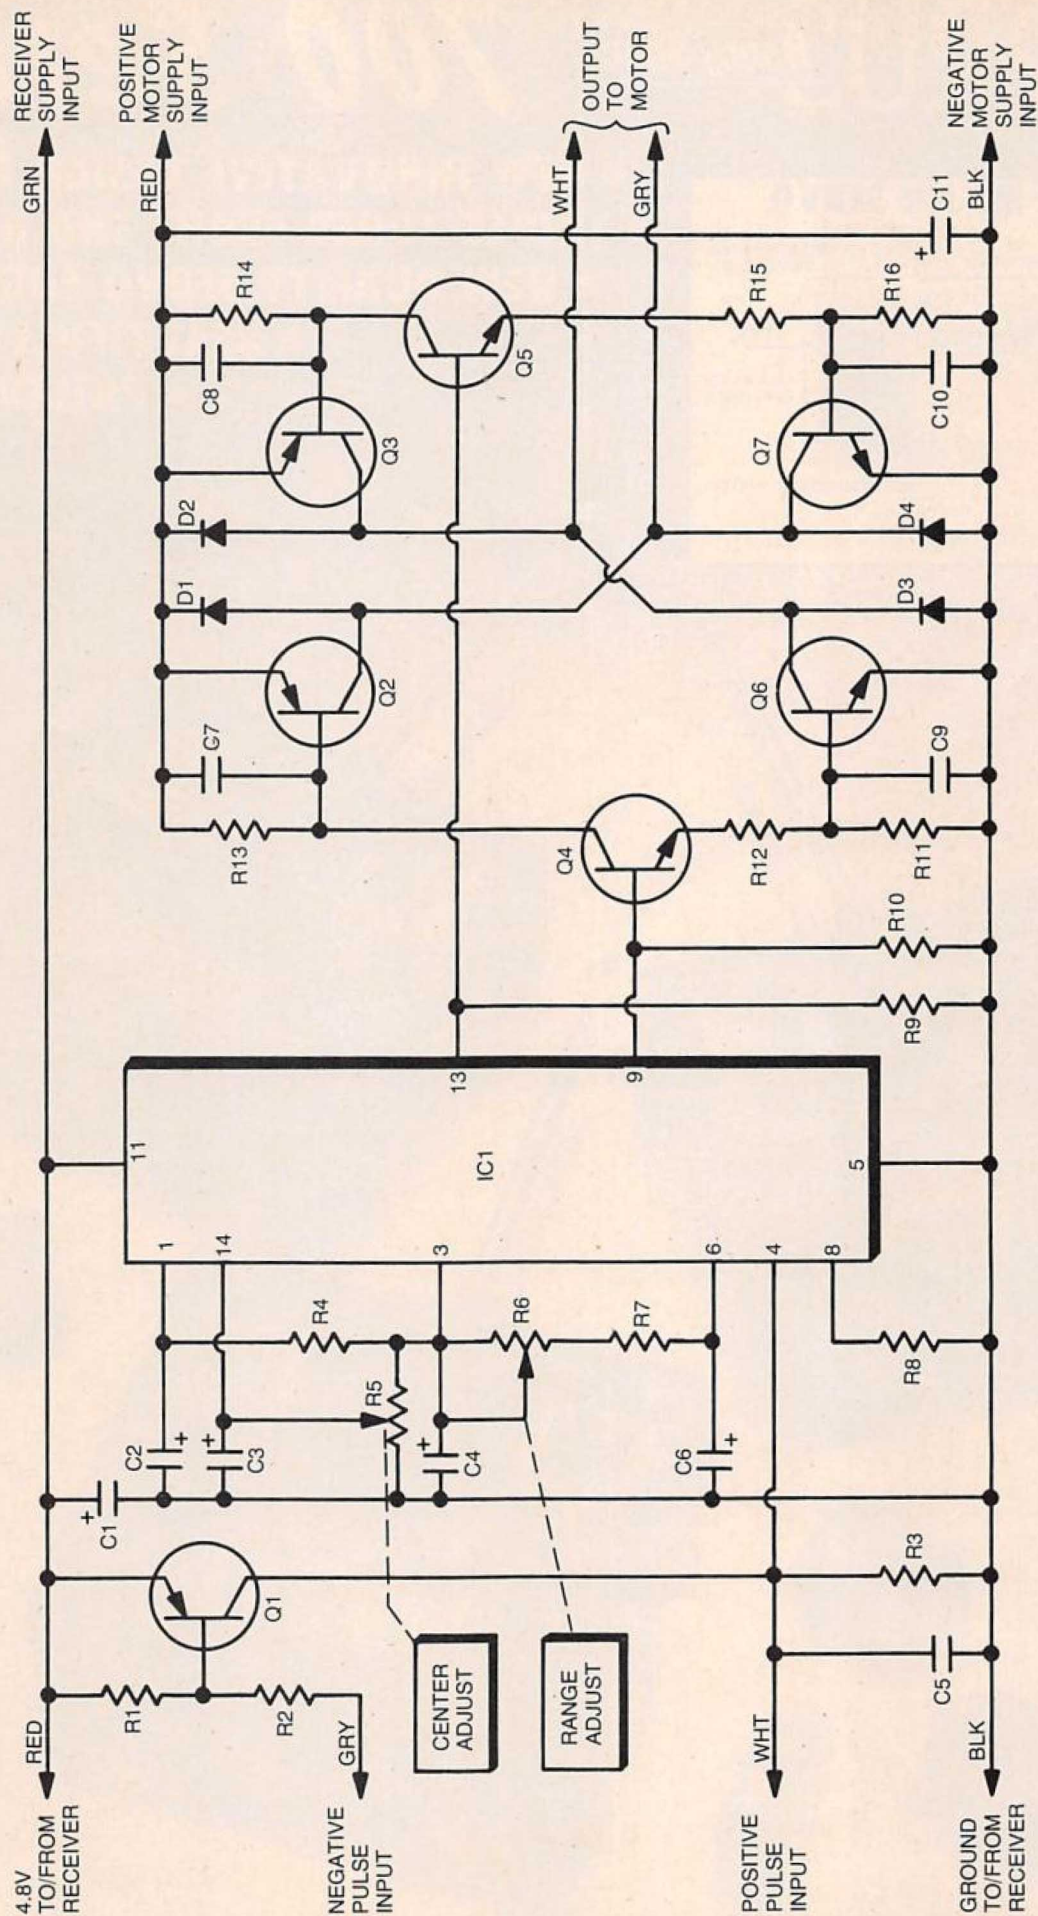 4.8V
TO/FROM
RECEIVER
RED
GRN
RECEIVER
SUPPLY
INPUT
R1
R2
GRY
NEGATIVE
PULSE
INPUT
Q1
+
C1
C2
+
+
C3
R4
R5
+
C4
R6
R7
C6
+
CENTER
ADJUST
RANGE
ADJUST
POSITIVE
PULSE
INPUT
WHT
C5
R3
R8
GROUND
TO/FROM
RECEIVER
BLK
11
1
14
3
6
4
8
IC1
13
9
5
R9
R10
R13
G7
Q2
D1
D2
Q3
C8
R14
RED
POSITIVE
MOTOR
SUPPLY
INPUT
Q4
Q5
WHT
GRY
OUTPUT
TO
MOTOR
R12
R11
Q6
C9
D3
D4
Q7
C10
R15
R16
+
C11
BLK
NEGATIVE
MOTOR
SUPPLY
INPUT